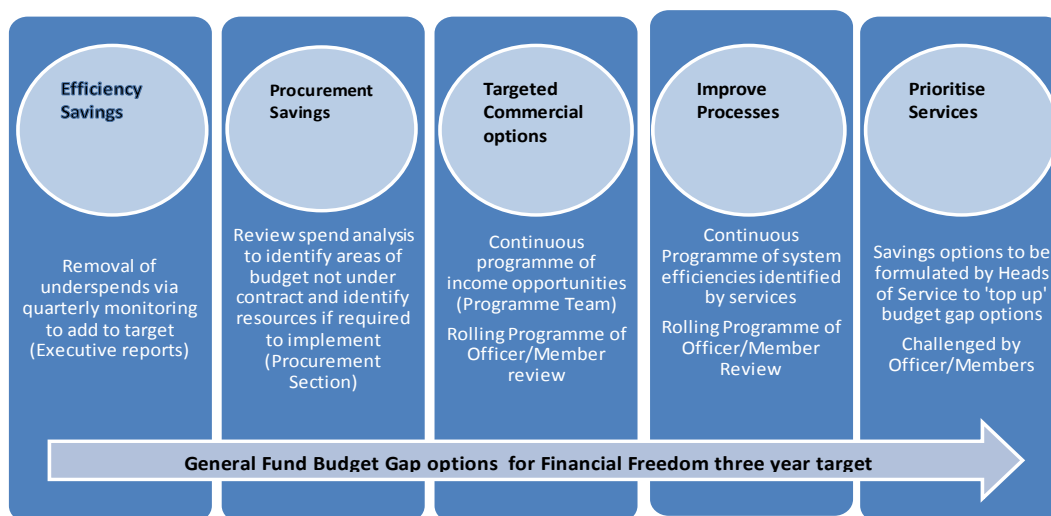 Efficiency
Savings
Removal of
underspends via
quarterly monitoring
to add to target
(Executive reports)
Procurement
Savings
Review spend analysis
to identify areas of
budget not under
contract and identify
resources if required
to implement
(Procurement
Section)
Targeted
Commercial
options
Continuous
programme of
income opportunities
(Programme Team)
Rolling Programme of
Officer/Member
review
Improve
Processes
Continuous
Programme of system
efficiencies identified
by services
Rolling Programme of
Officer/Member
Review
Prioritise
Services
Savings options to be
formulated by Heads
of Service to 'top up'
budget gap options
Challenged by
Officer/Members
General Fund Budget Gap options for Financial Freedom three year target